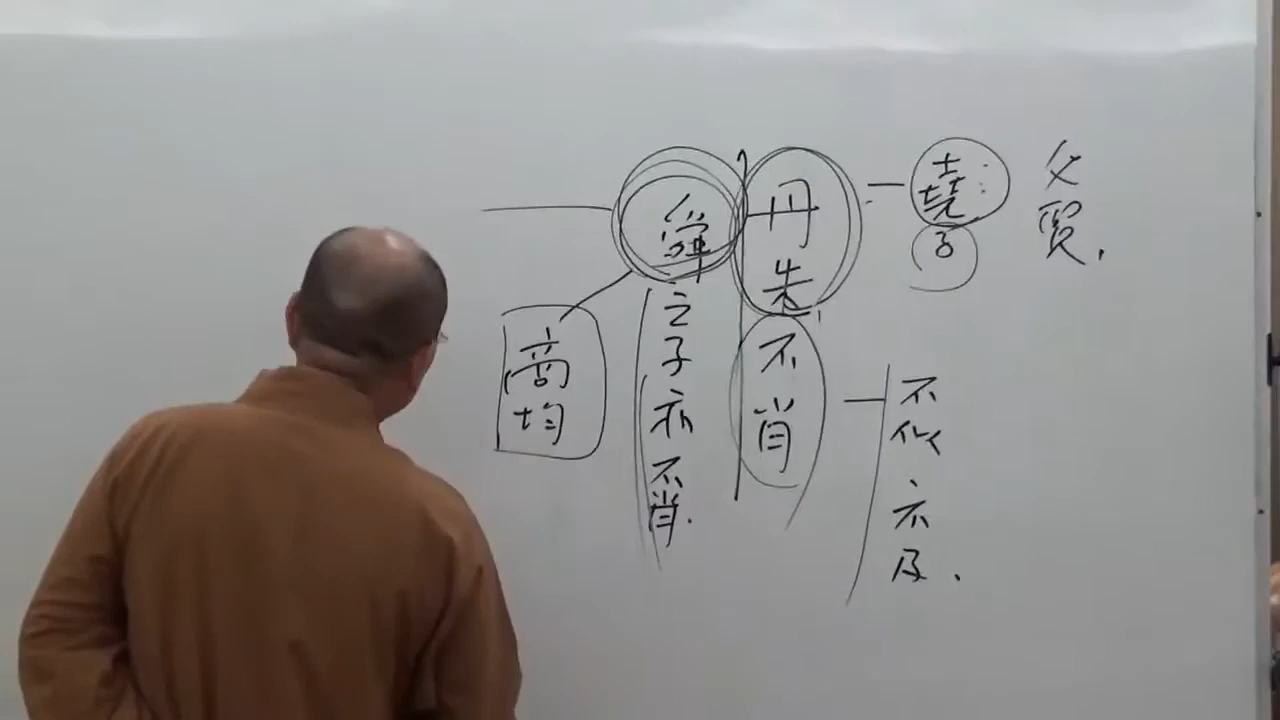 父賢.
堯:子
丹朱不肖
不似不及.
舜之子亦不肖.
商均